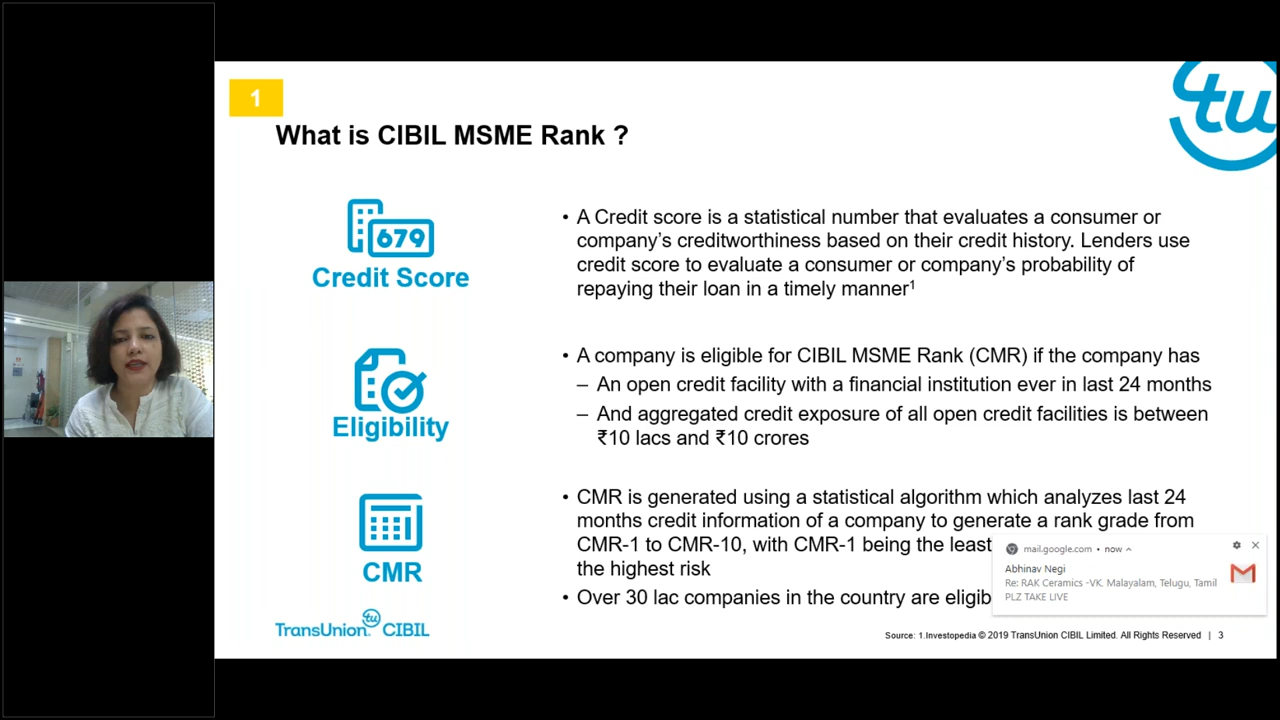 1
tu
What is CIBIL MSME Rank ?
679
Credit Score
• A Credit score is a statistical number that evaluates a consumer or
company's creditworthiness based on their credit history. Lenders use
credit score to evaluate a consumer or company's probability of
repaying their loan in a timely manner¹
Eligibility
• A company is eligible for CIBIL MSME Rank (CMR) if the company has
– An open credit facility with a financial institution ever in last 24 months
– And aggregated credit exposure of all open credit facilities is between
₹10 lacs and ₹10 crores
CMR
• CMR is generated using a statistical algorithm which analyzes last 24
months credit information of a company to generate a rank grade from
CMR-1 to CMR-10, with CMR-1 being the least
the highest risk
• Over 30 lac companies in the country are
mail.google.com • now
Abhinav Negi
Re: RAK Ceramics -VK. Malayalam, Telugu, Tamil
PLZ TAKE LIVE
tu
TransUnion CIBIL
Source: 1.Investopedia © 2019 TransUnion CIBIL Limited. All Rights Reserved | 3